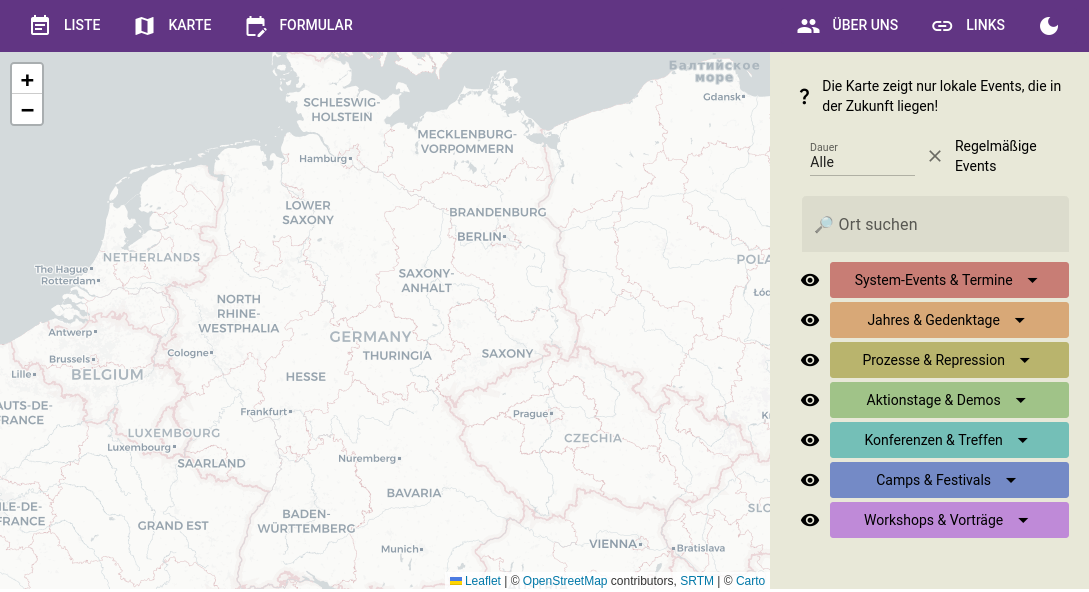 LISTE
KARTE
FORMULAR
ÜBER UNS
LINKS
+
−
Балтийское
море
Gdansk
SCHLESWIG-
HOLSTEIN
MECKLENBURG-
VORPOMMERN
Hamburg
LOWER
SAXONY
BRANDENBURG
BERLIN
NETHERLANDS
The Hague
Rotterdam
SAXONY-
ANHALT
POLA
Łód
NORTH
RHINE-
WESTPHALIA
Antwerp
GERMANY
Cologne
THURINGIA
SAXONY
Brussels
Lille
BELGIUM
HESSE
AUTS-DE-
FRANCE
Frankfurt
Prague
K
LUXEMBOURG
Luxembourg
CZECHIA
SAARLAND
Nuremberg
BAVARIA
ÎLE-DE-
FRANCE
GRAND EST
BADEN-
WÜRTTEMBERG
SLO
Munich
VIENNA
Bratislava
Leaflet | © OpenStreetMap contributors, SRTM | © Carto
?
Die Karte zeigt nur lokale Events, die in
der Zukunft liegen!
Dauer
Alle
Regelmäßige
Events
🔎 Ort suchen
System-Events & Termine
Jahres & Gedenktage
Prozesse & Repression
Aktionstage & Demos
Konferenzen & Treffen
Camps & Festivals
Workshops & Vorträge